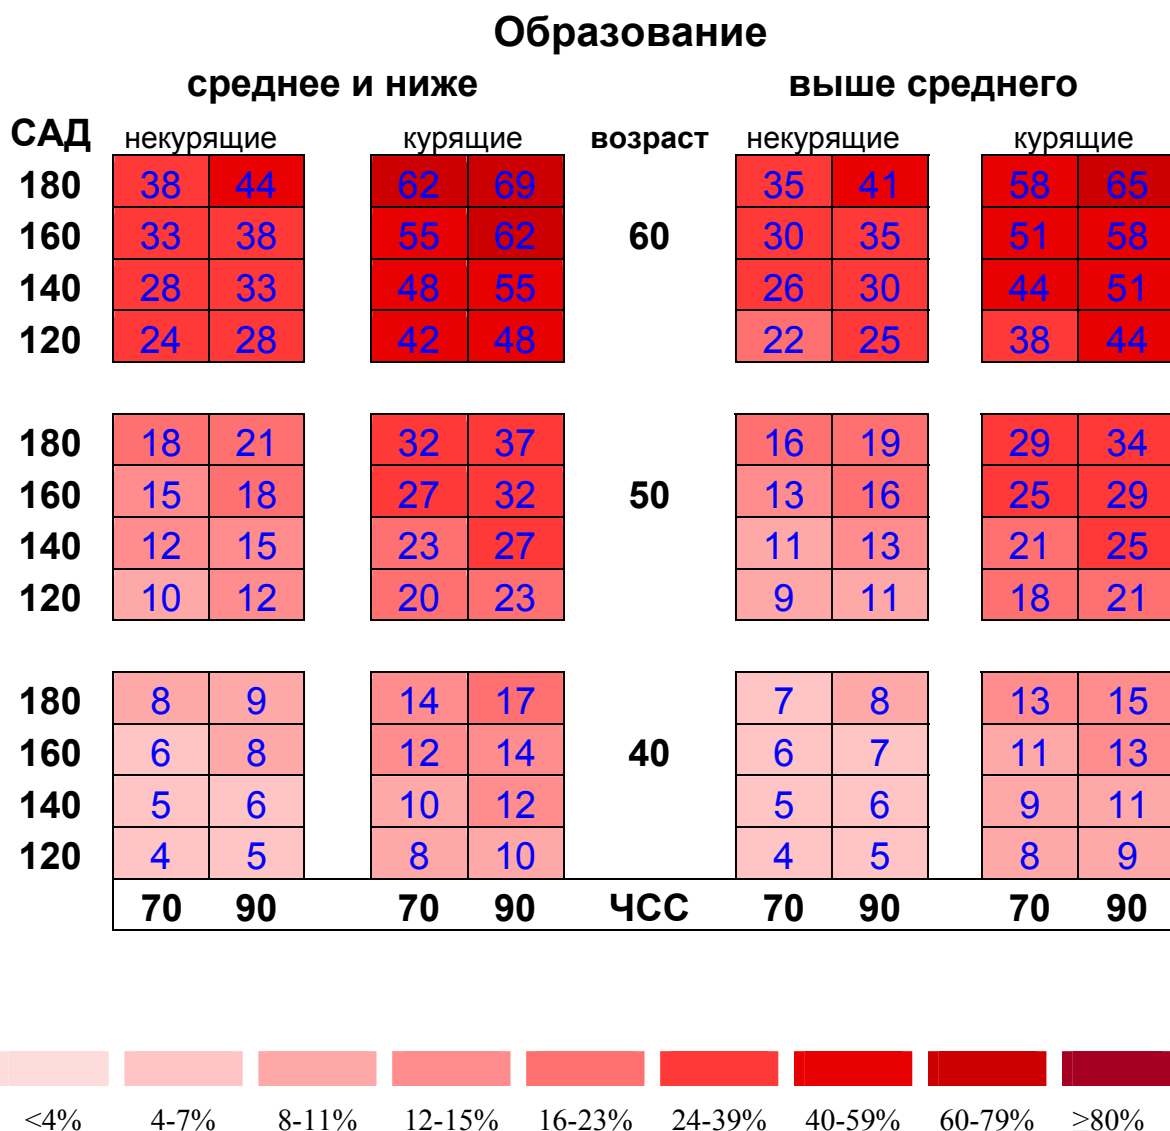 Образование
среднее и ниже выше среднего
САД некурящие курящие возраст некурящие курящие
180 38 44 62 69 35 41 58 65
160 33 38 55 62 60 30 35 51 58
140 28 33 48 55 26 30 44 51
120 24 28 42 48 22 25 38 44
180 18 21 32 37 16 19 29 34
160 15 18 27 32 50 13 16 25 29
140 12 15 23 27 11 13 21 25
120 10 12 20 23 9 11 18 21
180 8 9 14 17 7 8 13 15
160 6 8 12 14 40 6 7 11 13
140 5 6 10 12 5 6 9 11
120 4 5 8 10 4 5 8 9
70 90 70 90 ЧСС 70 90 70 90
<4% 4-7% 8-11% 12-15% 16-23% 24-39% 40-59% 60-79% ≥80%